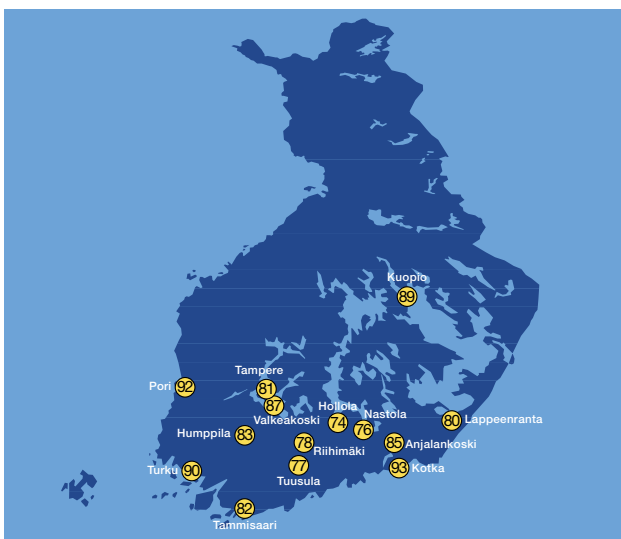 Kuopio
89
Tampere
Pori 92
81
87
Hollola
Nastola
Valkeakoski
74
76
80 Lappeenranta
Humppila 83
78
85 Anjalankoski
Riihimäki
Turku 90
77
93 Kotka
Tuusula
82
Tammisaari